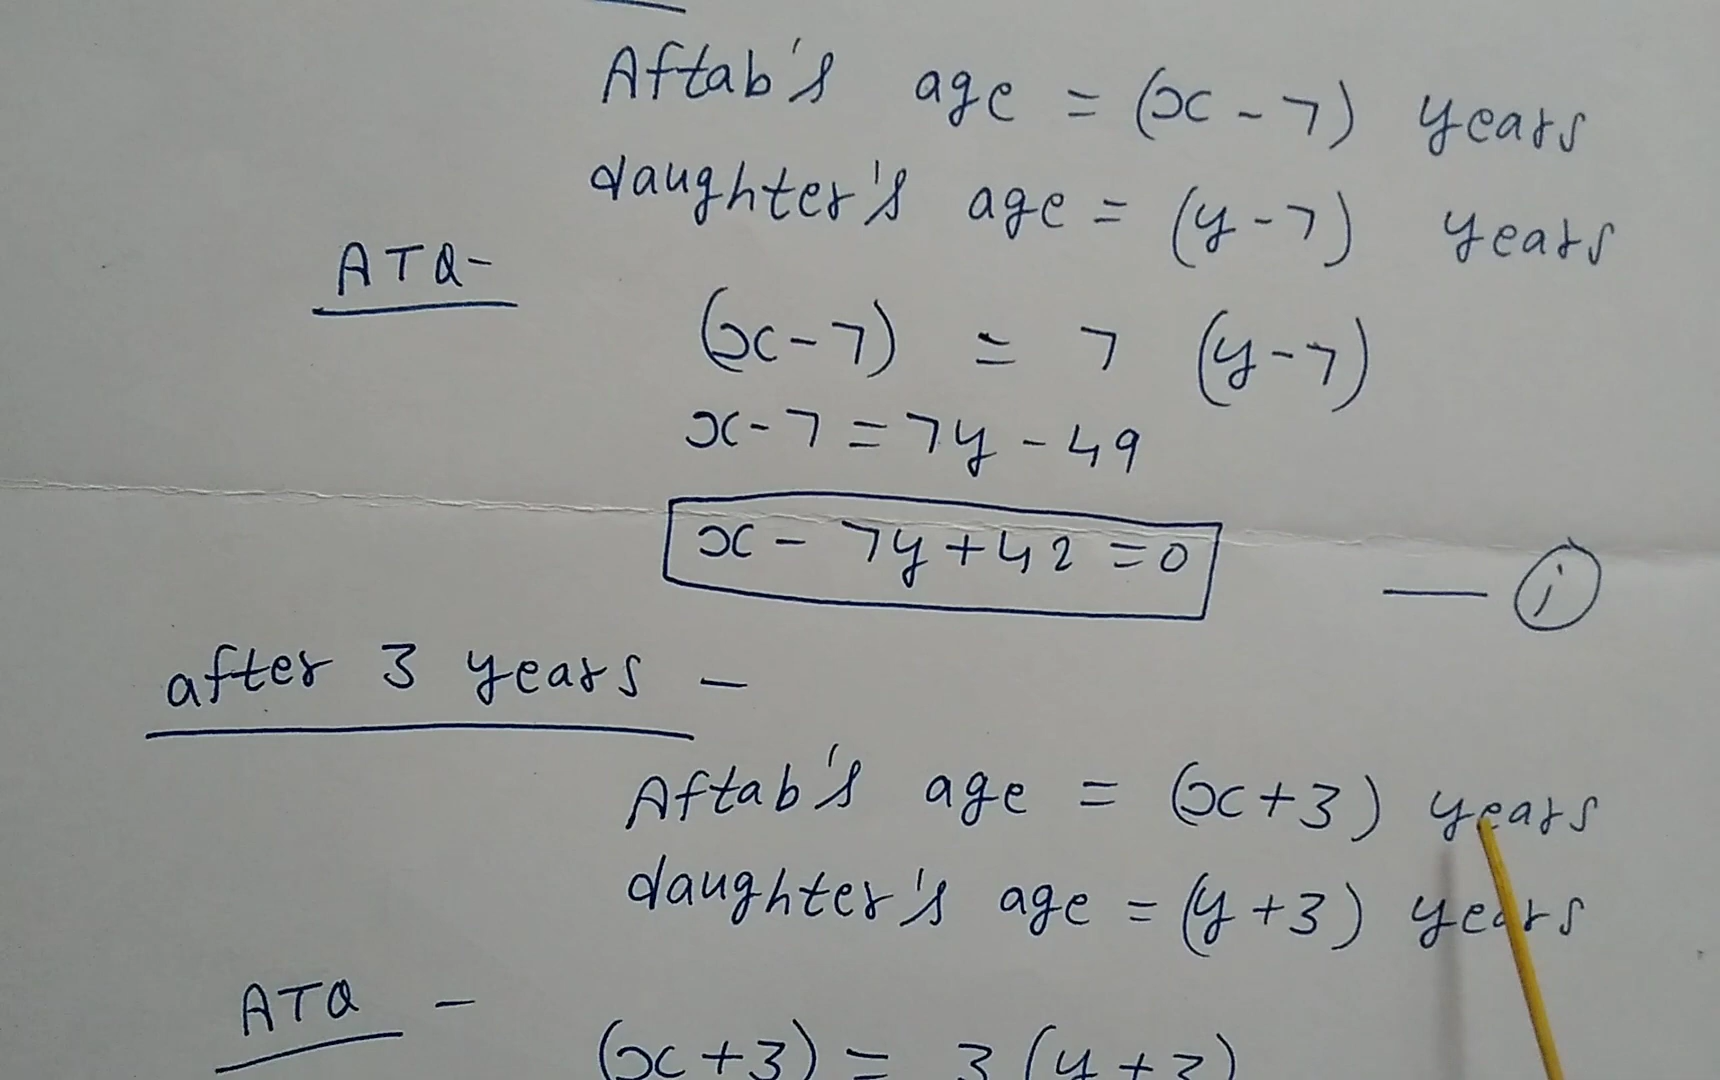 Aftab's age = (x - 7) years
daughter's age = (y - 7) years
ATQ -
(x - 7) = 7 (y - 7)
x - 7 = 7y - 49
x - 7y + 42 = 0 — (i)
after 3 years -
Aftab's age = (x + 3) years
daughter's age = (y + 3) years
ATQ -
(x + 3) = 3 (y + 3)